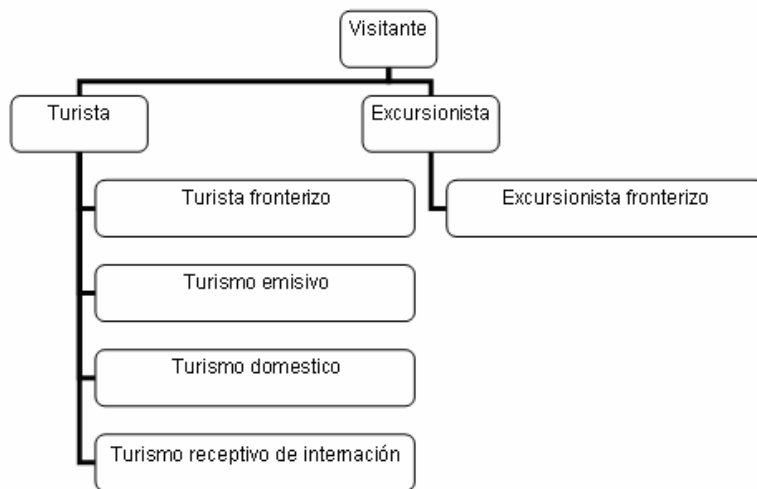 Visitante
Turista
Excursionista
Turista fronterizo
Excursionista fronterizo
Turismo emisivo
Turismo domestico
Turismo receptivo de internación